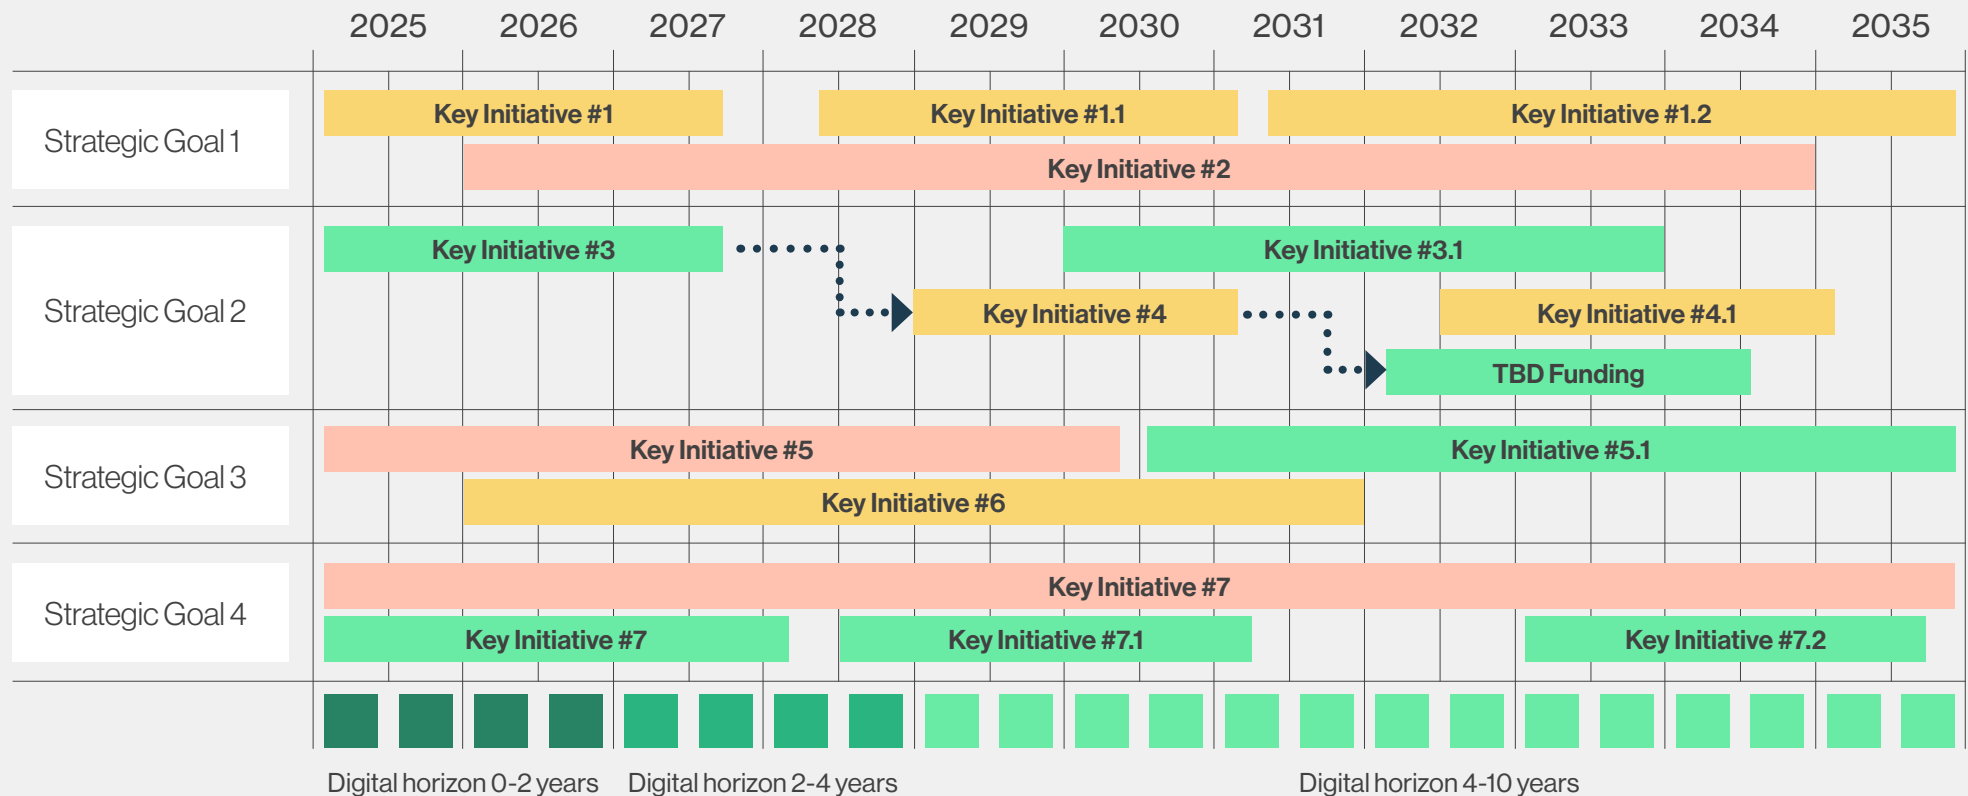 2025 2026 2027 2028 2029 2030 2031 2032 2033 2034 2035
Strategic Goal 1
Key Initiative #1
Key Initiative #1.1
Key Initiative #1.2
Key Initiative #2
Strategic Goal 2
Key Initiative #3
Key Initiative #3.1
Key Initiative #4
Key Initiative #4.1
TBD Funding
Strategic Goal 3
Key Initiative #5
Key Initiative #5.1
Key Initiative #6
Strategic Goal 4
Key Initiative #7
Key Initiative #7
Key Initiative #7.1
Key Initiative #7.2
Digital horizon 0-2 years
Digital horizon 2-4 years
Digital horizon 4-10 years